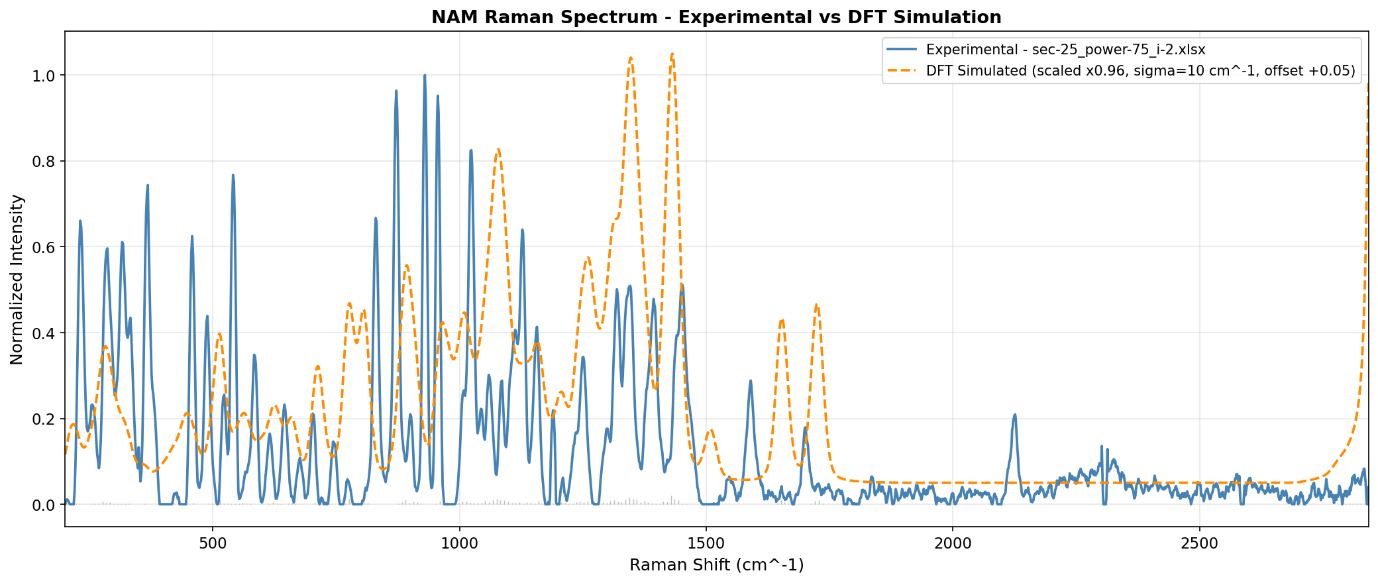 NAM Raman Spectrum - Experimental vs DFT Simulation
Experimental - sec-25_power-75_i-2.xlsx
DFT Simulated (scaled x0.96, sigma=10 cm^-1, offset +0.05)
Normalized Intensity
1.0
0.8
0.6
0.4
0.2
0.0
500
1000
1500
2000
2500
Raman Shift (cm^-1)